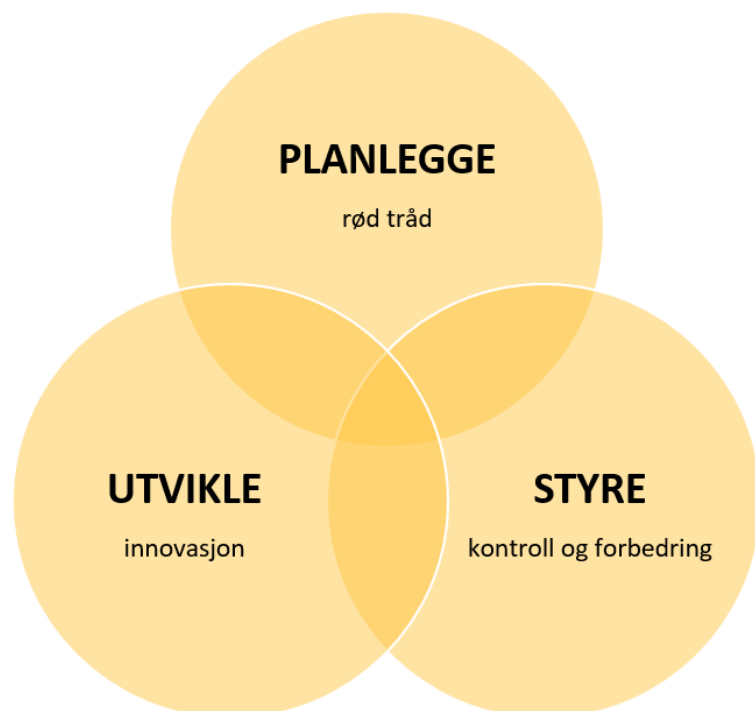 PLANLEGGE
rød tråd
UTVIKLE
innovasjon
STYRE
kontroll og forbedring